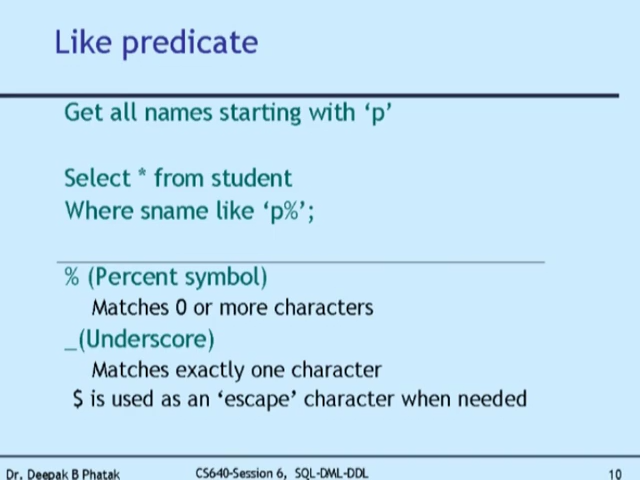 Like predicate
Get all names starting with ‘p’
Select * from student
Where sname like ‘p%’;
% (Percent symbol)
Matches 0 or more characters
_(Underscore)
Matches exactly one character
$ is used as an ‘escape’ character when needed
Dr. Deepak B Phatak CS640-Session 6, SQL-DML-DDL 10